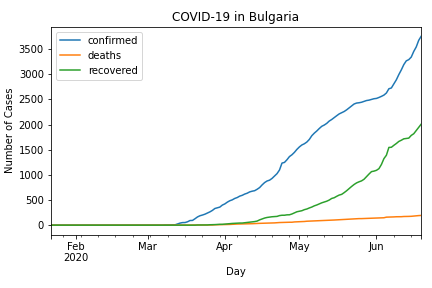 COVID-19 in Bulgaria
confirmed
deaths
recovered
Number of Cases
3500
3000
2500
2000
1500
1000
500
0
Feb Mar Apr May Jun
2020
Day